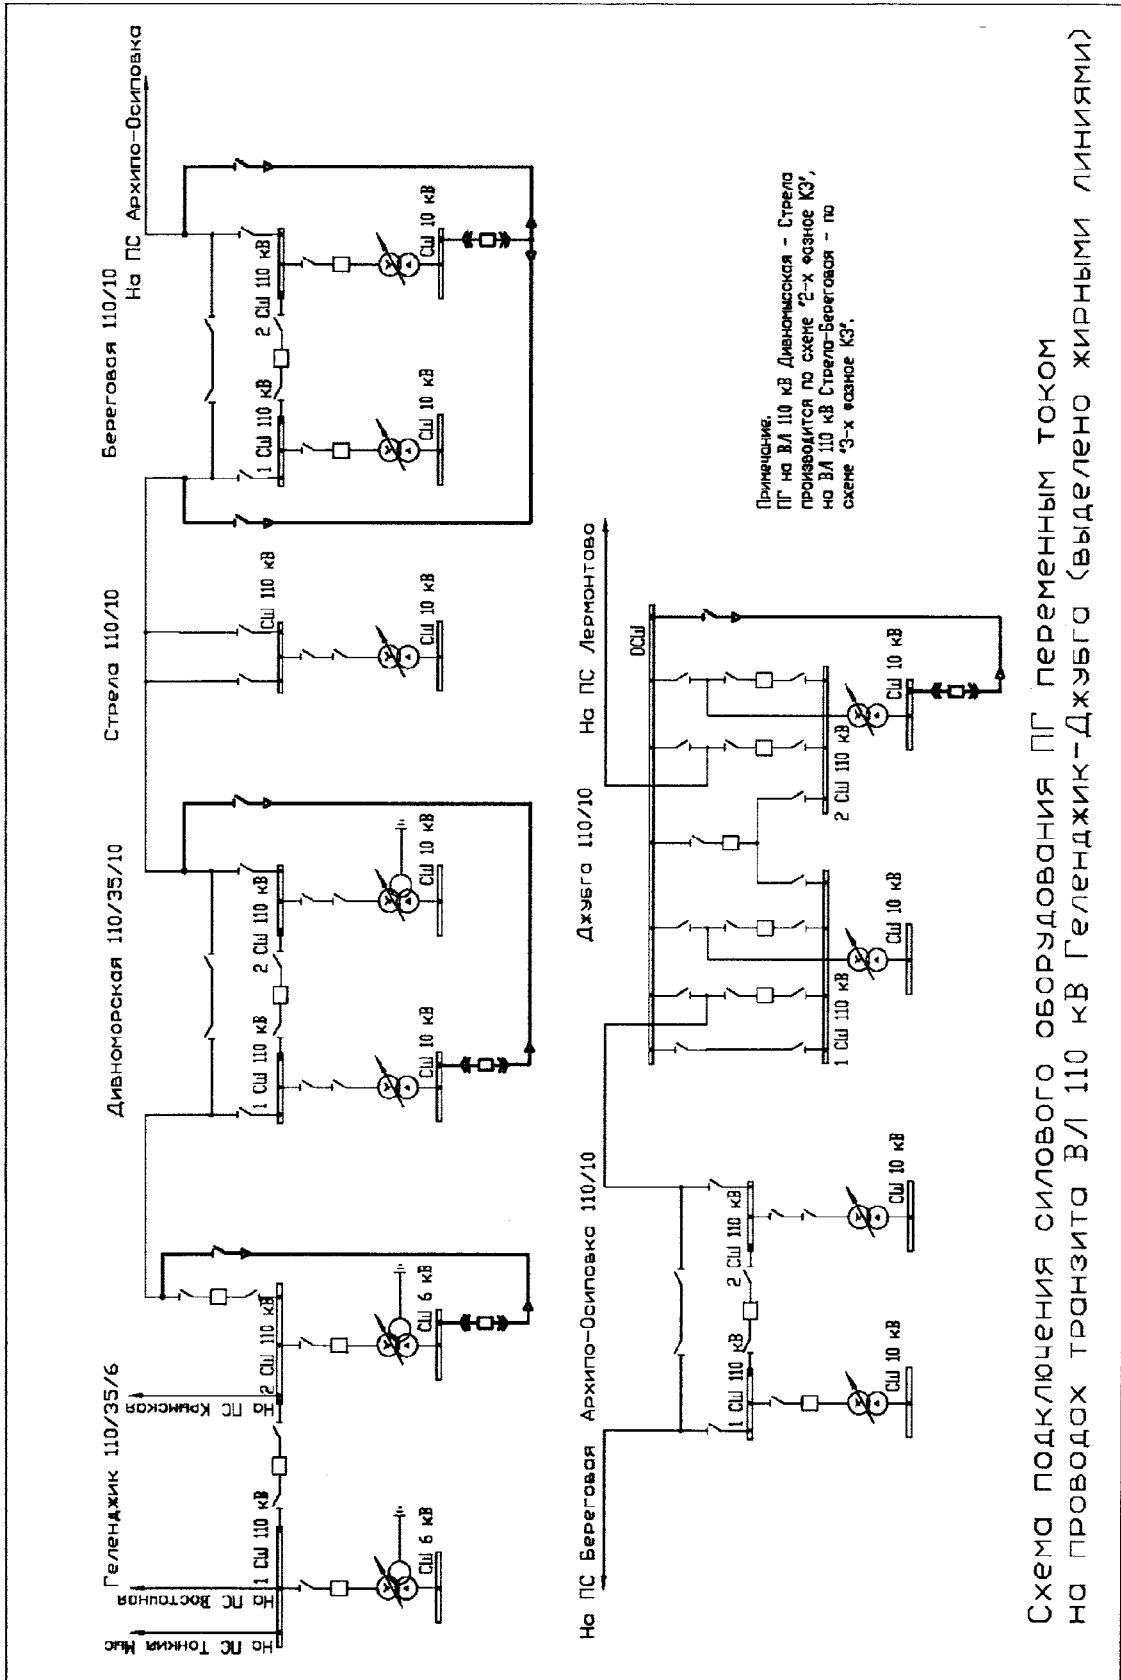 Геленджик 110/35/6
На ПС Тонкий Мыс
На ПС Восточная
1 СШ 110 кВ
На ПС Крымская
2 СШ 110 кВ
СШ 6 кВ
СШ 6 кВ
Дивноморская 110/35/10
1 СШ 110 кВ
2 СШ 110 кВ
СШ 10 кВ
СШ 10 кВ
Стрела 110/10
СШ 110 кВ
СШ 10 кВ
Береговая 110/10
На ПС Архипо-Осиповка
1 СШ 110 кВ
2 СШ 110 кВ
СШ 10 кВ
СШ 10 кВ
На ПС Береговая
Архипо-Осиповка 110/10
1 СШ 110 кВ
2 СШ 110 кВ
СШ 10 кВ
СШ 10 кВ
Джубга 110/10
На ПС Лермонтово
ОСШ
1 СШ 110 кВ
2 СШ 110 кВ
СШ 10 кВ
СШ 10 кВ
Примечание.
ПГ на ВЛ 110 кВ Дивномысская - Стрела
производится по схеме "2-х фазное КЗ",
на ВЛ 110 кВ Стрела-Береговая - по
схеме "3-х фазное КЗ".
Схема подключения силового оборудования ПГ переменным током
на проводах транзита ВЛ 110 кВ Геленджик-Джубга (выделено жирными линиями)